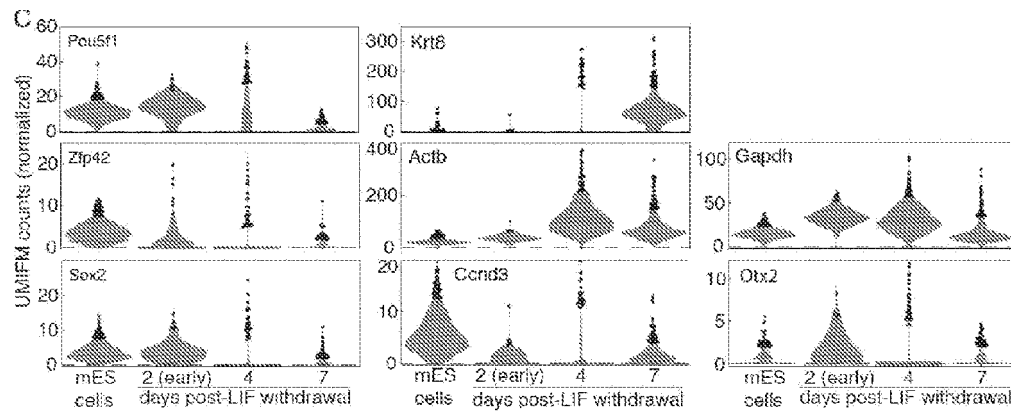 C
UMIFM counts (normalized)
60
40
20
0
Pou5f1
300
200
100
0
Krt8
20
10
0
Zfp42
400
200
0
Actb
100
50
0
Gapdh
20
10
0
Sox2
20
10
0
Ccnd3
10
5
0
Otx2
mES 2 (early) 4 7
cells days post-LIF withdrawal
mES 2 (early) 4 7
cells days post-LIF withdrawal
mES 2 (early) 4 7
cells days post-LIF withdrawal